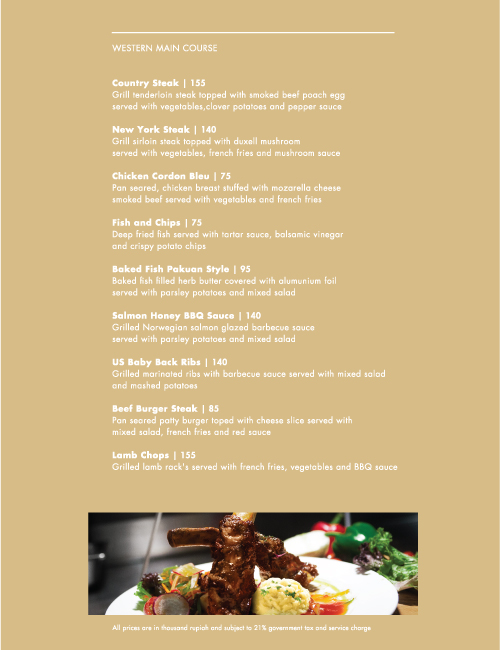 WESTERN MAIN COURSE
Country Steak | 155
Grill tenderloin steak topped with smoked beef poach egg
served with vegetables,clover potatoes and pepper sauce
New York Steak | 140
Grill sirloin steak topped with duxell mushroom
served with vegetables, french fries and mushroom sauce
Chicken Cordon Bleu | 75
Pan seared, chicken breast stuffed with mozarella cheese
smoked beef served with vegetables and french fries
Fish and Chips | 75
Deep fried fish served with tartar sauce, balsamic vinegar
and crispy potato chips
Baked Fish Pakuan Style | 95
Baked fish filled herb butter covered with alumunium foil
served with parsley potatoes and mixed salad
Salmon Honey BBQ Sauce | 140
Grilled Norwegian salmon glazed barbecue sauce
served with parsley potatoes and mixed salad
US Baby Back Ribs | 140
Grilled marinated ribs with barbecue sauce served with mixed salad
and mashed potatoes
Beef Burger Steak | 85
Pan seared patty burger toped with cheese slice served with
mixed salad, french fries and red sauce
Lamb Chops | 155
Grilled lamb rack's served with french fries, vegetables and BBQ sauce
All prices are in thousand rupiah and subject to 21% government tax and service charge